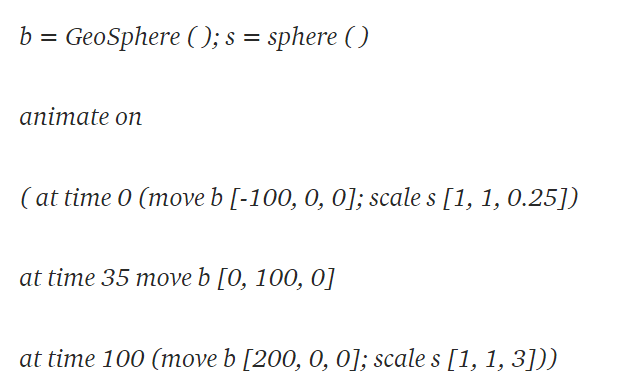 b = GeoSphere ( ); s = sphere ( )
animate on
( at time 0 (move b [-100, 0, 0]; scale s [1, 1, 0.25])
at time 35 move b [0, 100, 0]
at time 100 (move b [200, 0, 0]; scale s [1, 1, 3]))